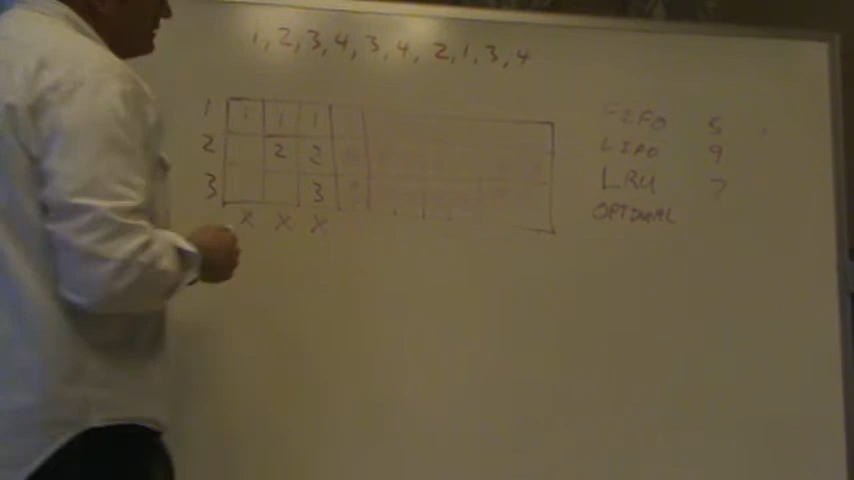 1, 2, 3, 4, 3, 4, 2, 1, 3, 4
1 1 1 1
2 2 2
3 3
X X X
FIFO 5
LIFO 9
LRU 7
OPTIMAL